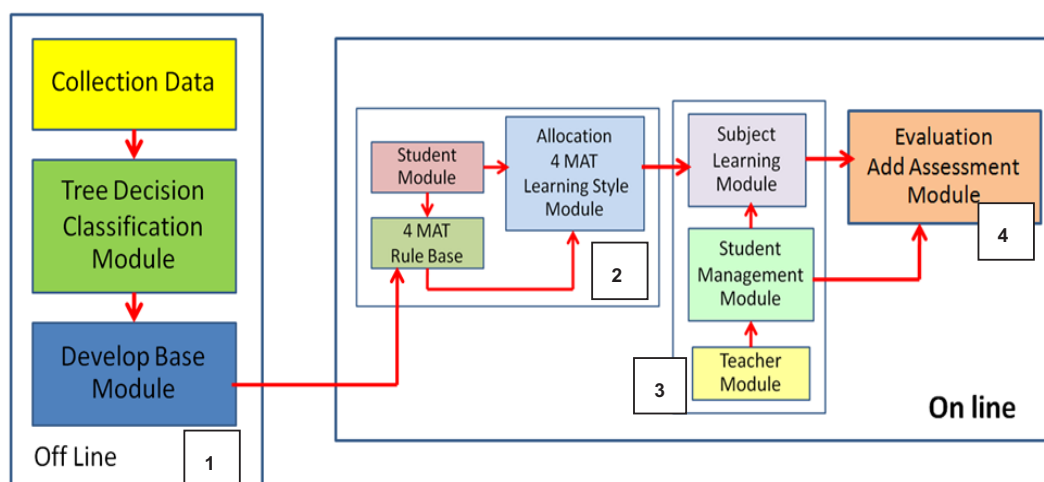 Collection Data
Tree Decision
Classification
Module
Develop Base
Module
Off Line
1
Student
Module
4 MAT
Rule Base
Allocation
4 MAT
Learning Style
Module
2
Subject
Learning
Module
Student
Management
Module
Teacher
Module
3
Evaluation
Add Assessment
Module
4
On line